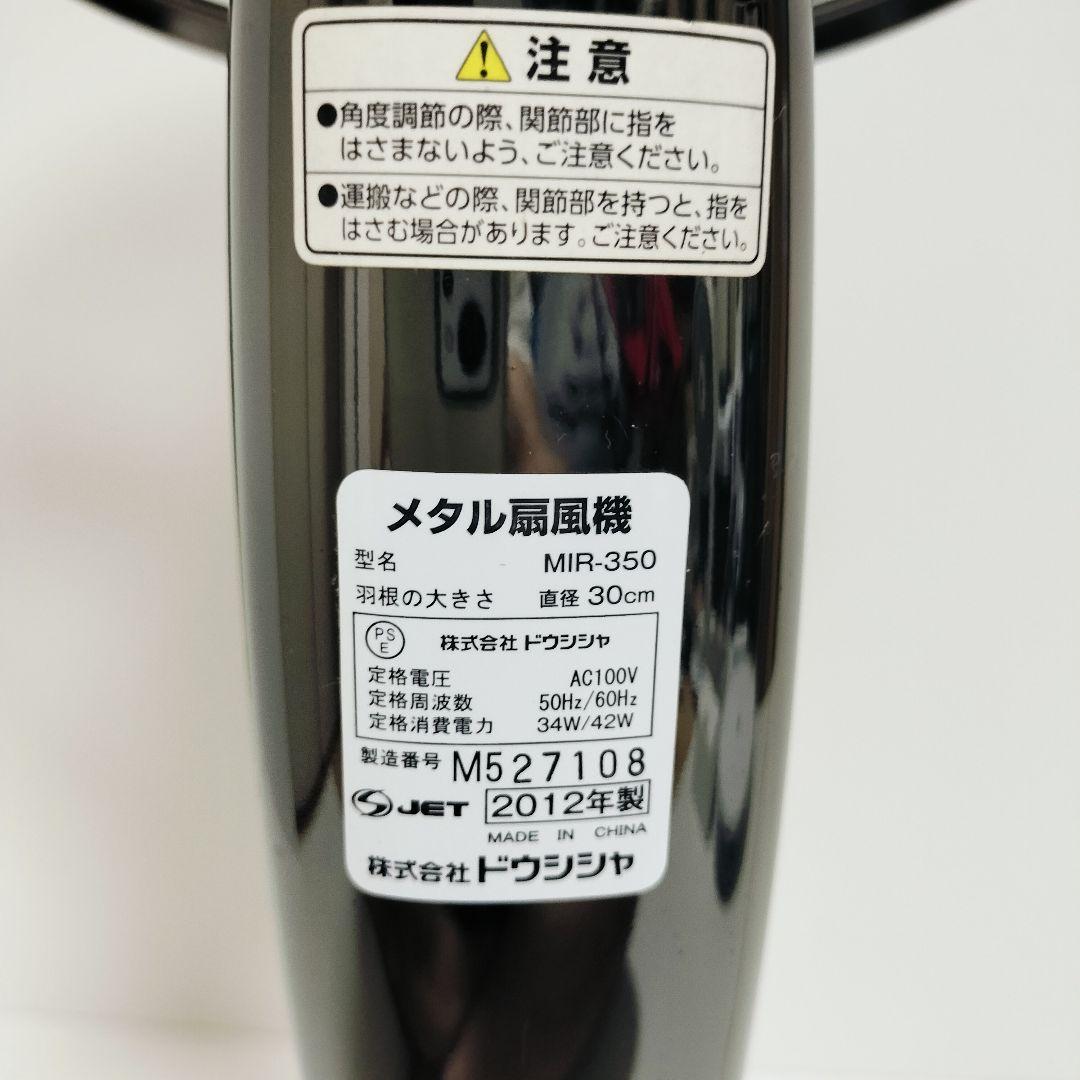 注意
●角度調節の際、関節部に指を
はさまないよう、ご注意ください。
●運搬などの際、関節部を持つと、指を
はさむ場合があります。ご注意ください。
メタル扇風機
型名 MIR-350
羽根の大きさ 直径 30cm
PSE 株式会社 ドウシシャ
定格電圧 AC100V
定格周波数 50Hz/60Hz
定格消費電力 34W/42W
製造番号 M527108
JET 2012年製
MADE IN CHINA
株式会社 ドウシシャ